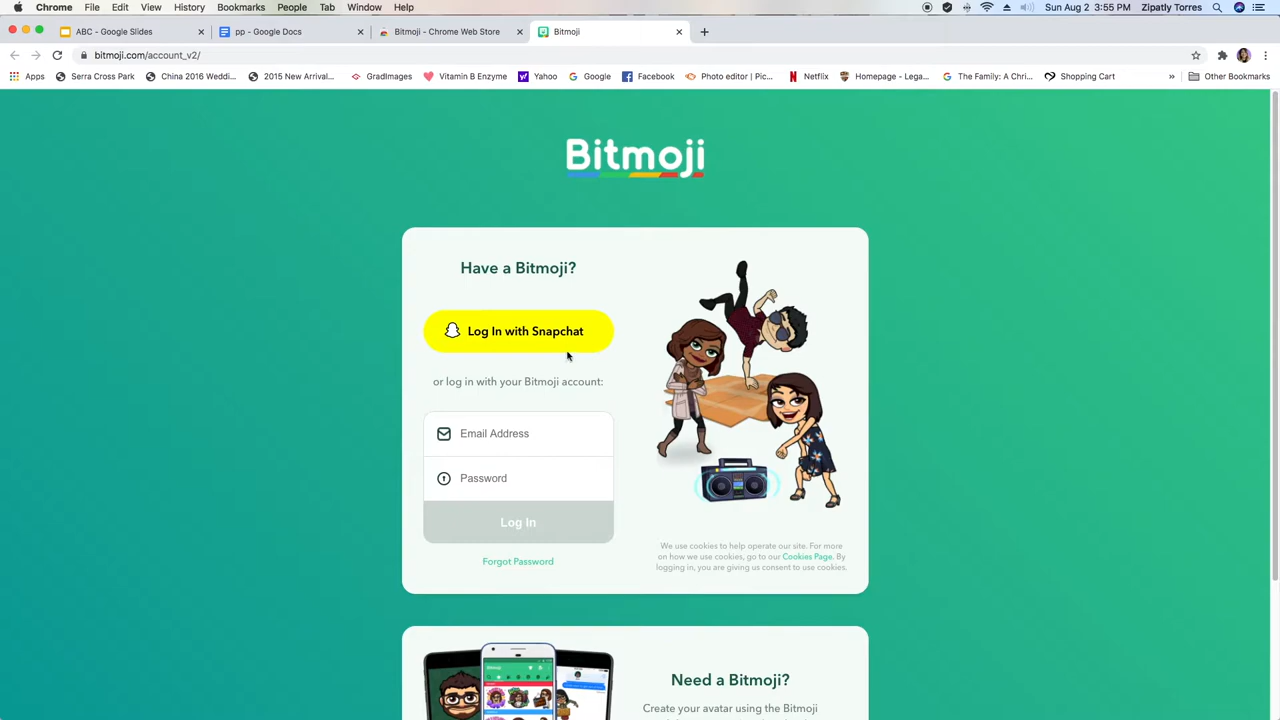 Chrome File Edit View History Bookmarks People Tab Window Help Sun Aug 2 3:55 PM Zipatly Torres
ABC - Google Slides pp - Google Docs Bitmoji - Chrome Web Store Bitmoji
bitmoji.com/account_v2/
Apps Serra Cross Park China 2016 Weddi... 2015 New Arrival... GradImages Vitamin B Enzyme Yahoo Google Facebook Photo editor | Pic... Netflix Homepage - Lega... The Family: A Chri... Shopping Cart » Other Bookmarks
Bitmoji
Have a Bitmoji?
Log In with Snapchat
or log in with your Bitmoji account:
Email Address
Password
Log In
Forgot Password
We use cookies to help operate our site. For more
on how we use cookies, go to our Cookies Page. By
logging in, you are giving us consent to use cookies.
Bitmoji
Need a Bitmoji?
Create your avatar using the Bitmoji